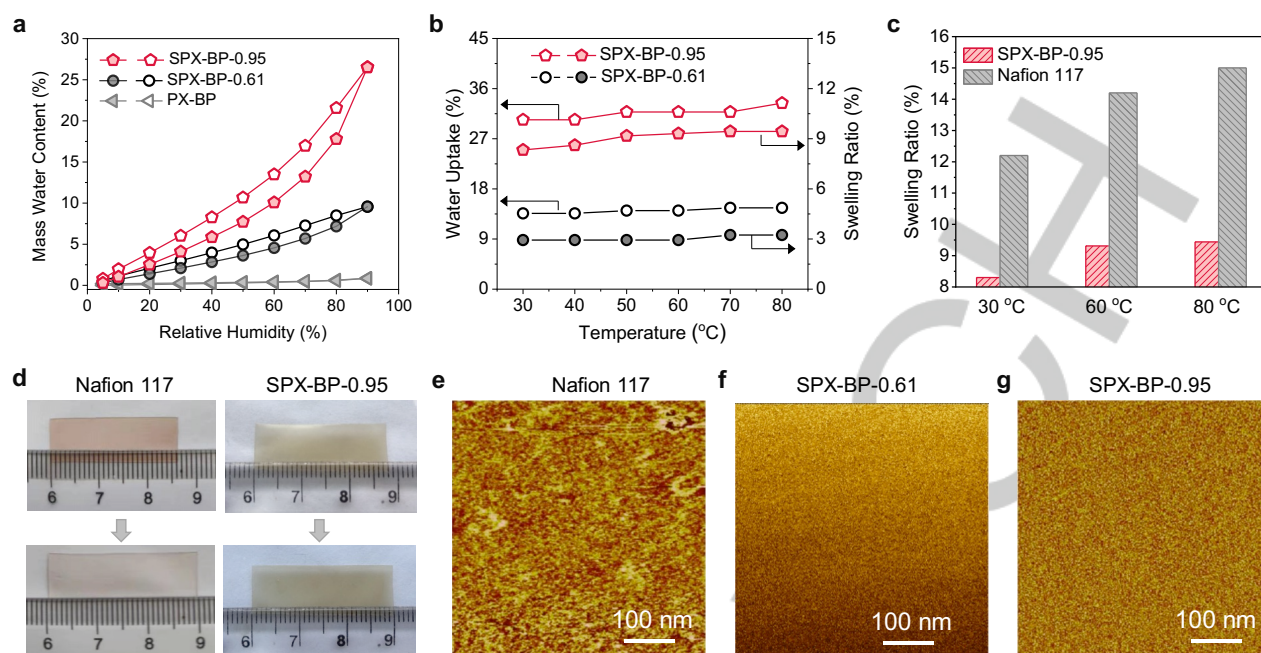 a
30
25
20
15
10
5
0
0 20 40 60 80 100
Mass Water Content (%)
Relative Humidity (%)
SPX-BP-0.95
SPX-BP-0.61
PX-BP
b
45
36
27
18
9
0
15
12
9
6
3
0
30 40 50 60 70 80
Water Uptake (%)
Swelling Ratio (%)
Temperature (°C)
SPX-BP-0.95
SPX-BP-0.61
c
16
15
14
13
12
11
10
9
8
Swelling Ratio (%)
30 °C 60 °C 80 °C
SPX-BP-0.95
Nafion 117
d
Nafion 117 SPX-BP-0.95
6 7 8 9
6 7 8 .9
6 7 8 9
6 7 8 .9
e
Nafion 117
100 nm
f
SPX-BP-0.61
100 nm
g
SPX-BP-0.95
100 nm
CH